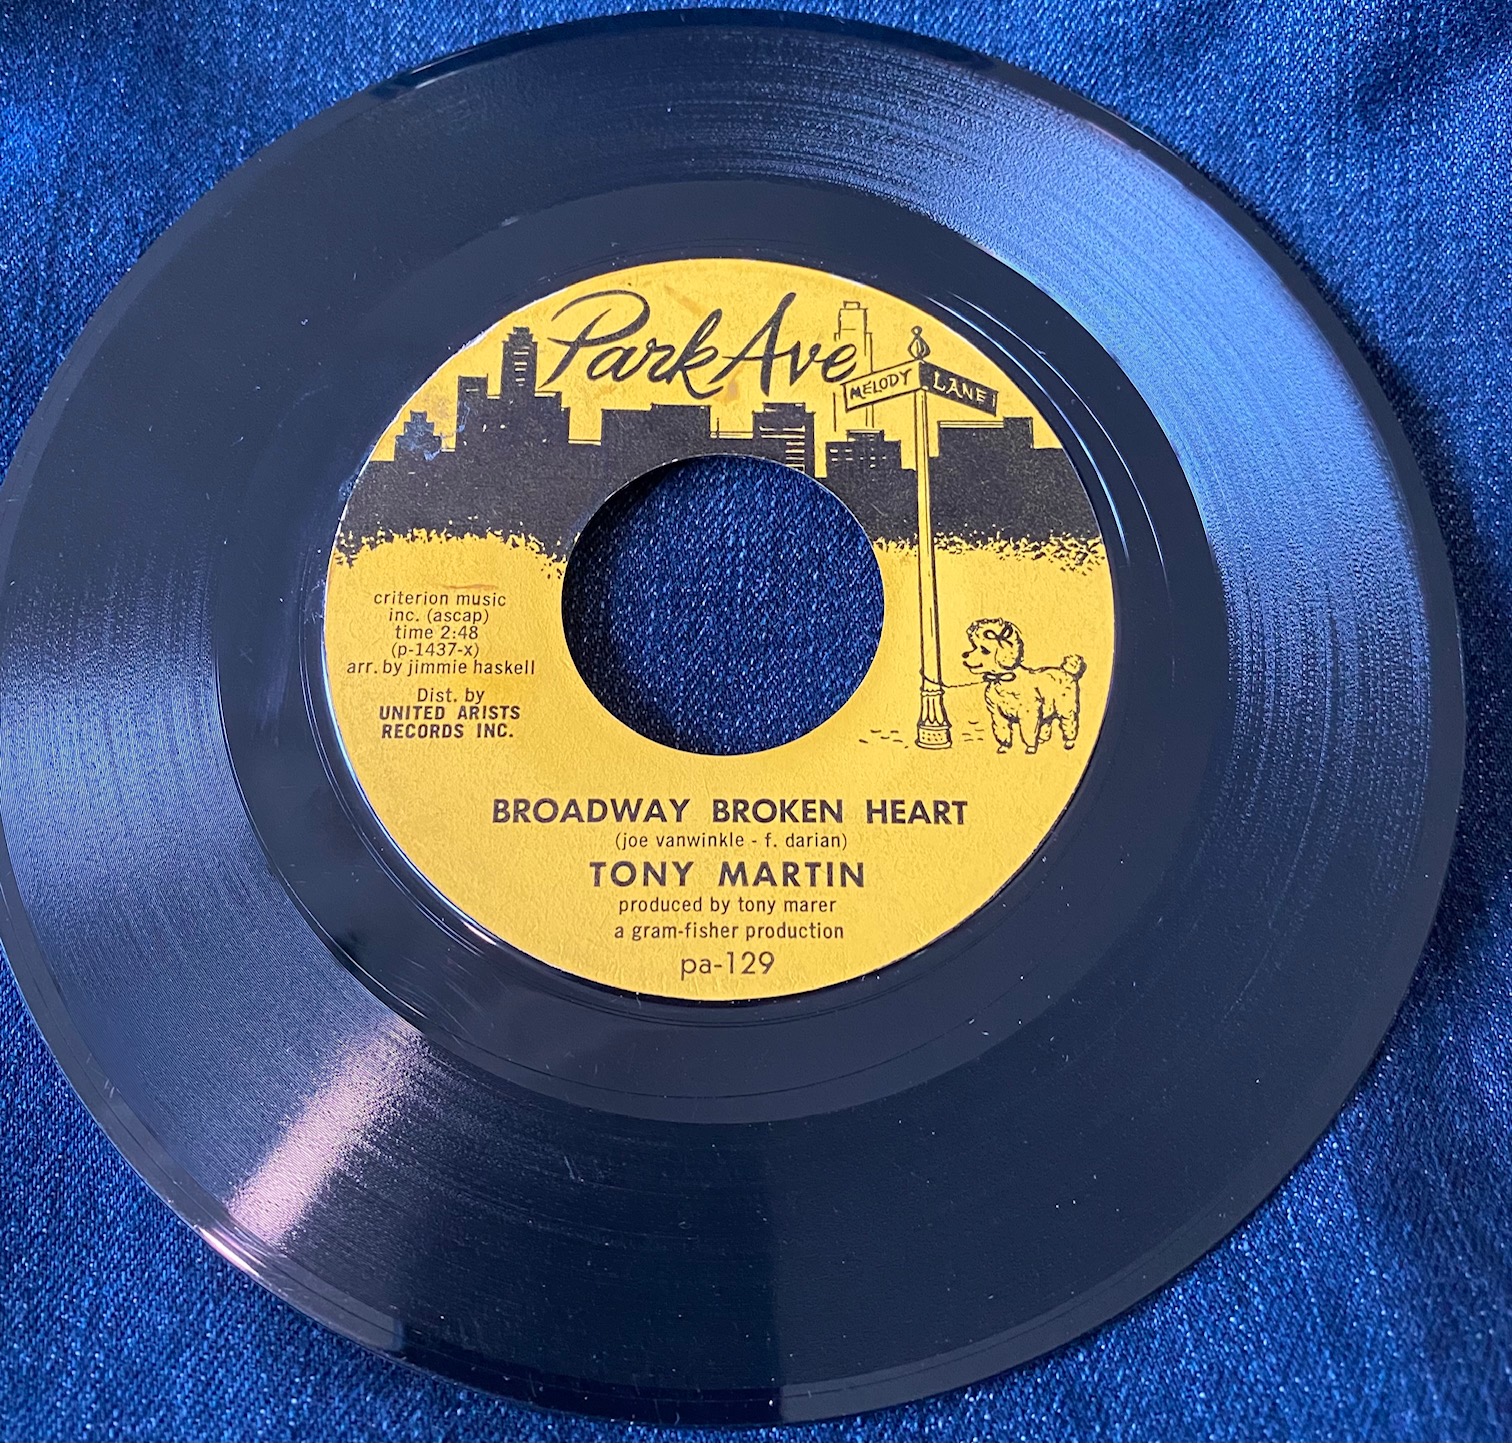 Park Ave
MELODY LANE
criterion music
inc. (ascap)
time 2:48
(p-1437-x)
arr. by jimmie haskell
Dist. by
UNITED ARISTS
RECORDS INC.
BROADWAY BROKEN HEART
(joe vanwinkle - f. darian)
TONY MARTIN
produced by tony marer
a gram-fisher production
pa-129